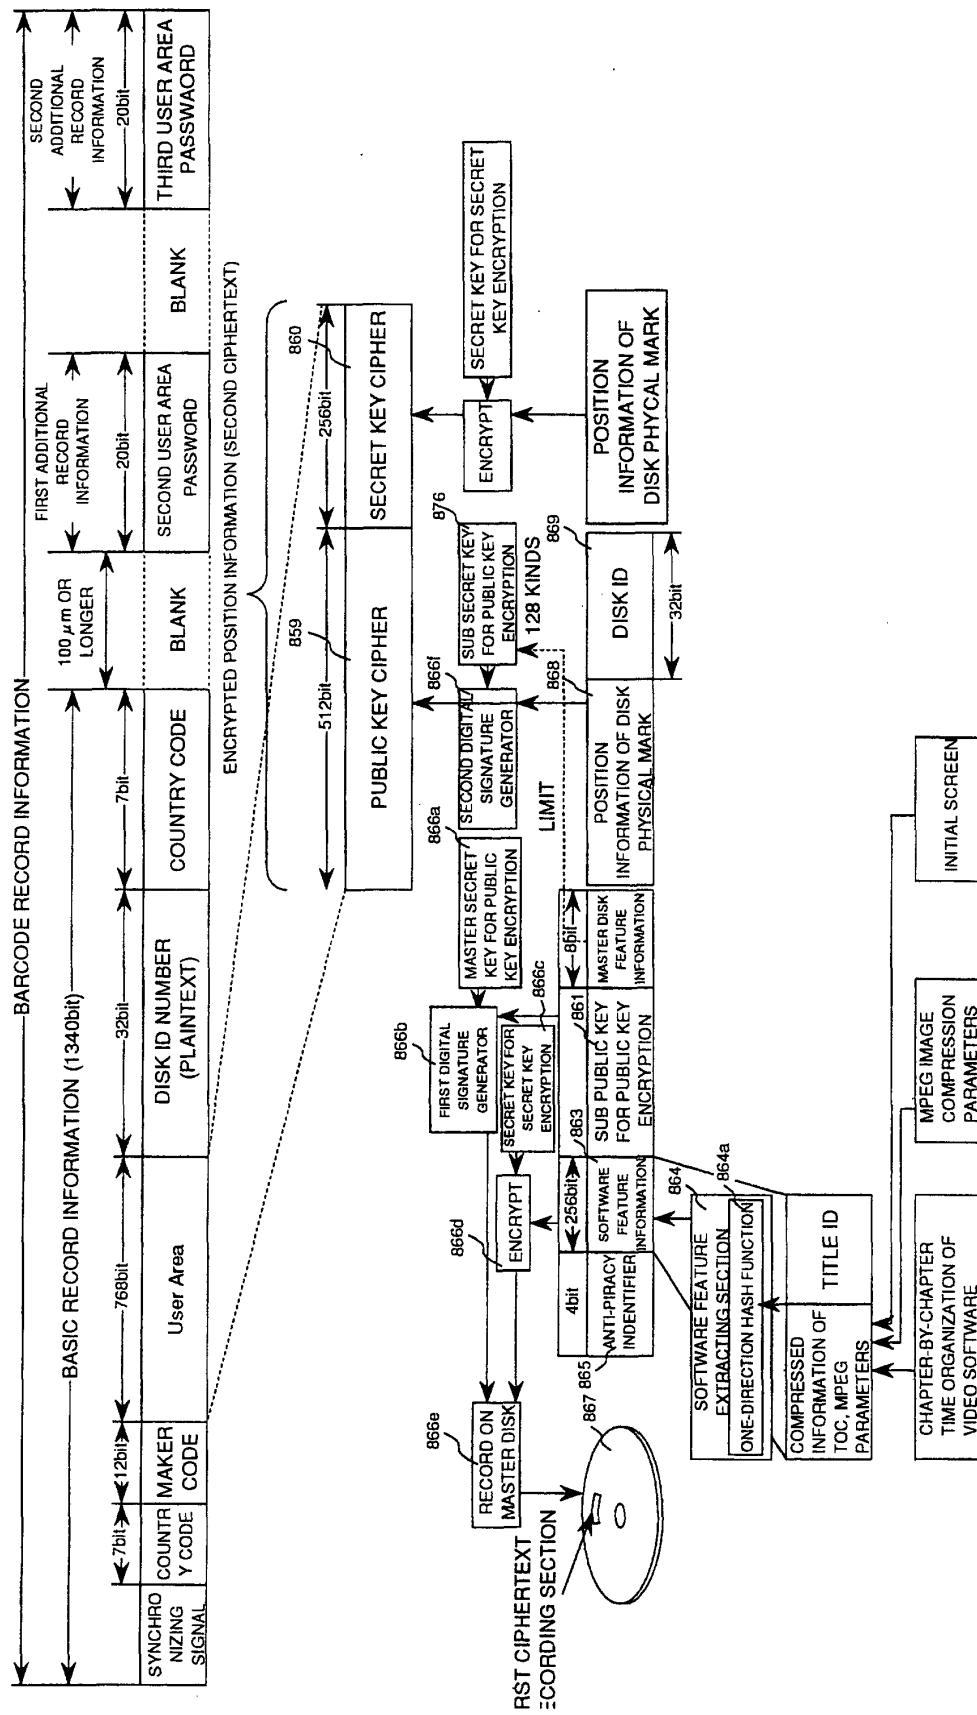 BARCODE RECORD INFORMATION
BASIC RECORD INFORMATION (1340bit)
FIRST ADDITIONAL
RECORD
INFORMATION
SECOND
ADDITIONAL
RECORD
INFORMATION
7bit
12bit
768bit
32bit
7bit
100 μm OR
LONGER
20bit
20bit
SYNCHRO
NIZING
SIGNAL
COUNTR
Y CODE
MAKER
CODE
User Area
DISK ID NUMBER
(PLAINTEXT)
COUNTRY CODE
BLANK
SECOND USER AREA
PASSWORD
BLANK
THIRD USER AREA
PASSWAORD
ENCRYPTED POSITION INFORMATION (SECOND CIPHERTEXT)
859
860
512bit
256bit
PUBLIC KEY CIPHER
SECRET KEY CIPHER
866e
RECORD ON
MASTER DISK
867
RST CIPHERTEXT
ECORDING SECTION
866b
FIRST DIGITAL
SIGNATURE
GENERATOR
866a
MASTER SECRET
KEY FOR PUBLIC
KEY ENCRYPTION
866f
SECOND DIGITAL
SIGNATURE
GENERATOR
876
SUB SECRET KEY
FOR PUBLIC KEY
ENCRYPTION
128 KINDS
ENCRYPT
SECRET KEY FOR SECRET
KEY ENCRYPTION
866d
ENCRYPT
866c
SECRET KEY FOR
SECRET KEY
ENCRYPTION
LIMIT
865
4bit
ANTI-PIRACY
INDENTIFIER
863
256bit
SOFTWARE
FEATURE
INFORMATION
861
SUB PUBLIC KEY
FOR PUBLIC KEY
ENCRYPTION
8bit
MASTER DISK
FEATURE
INFORMATION
868
POSITION
INFORMATION OF DISK
PHYSICAL MARK
869
DISK ID
32bit
POSITION
INFORMATION OF
DISK PHYCAL MARK
864
SOFTWARE FEATURE
EXTRACTING SECTION
864a
ONE-DIRECTION HASH FUNCTION
COMPRESSED
INFORMATION OF
TOC, MPEG
PARAMETERS
TITLE ID
CHAPTER-BY-CHAPTER
TIME ORGANIZATION OF
VIDEO SOFTWARE
MPEG IMAGE
COMPRESSION
PARAMETERS
INITIAL SCREEN